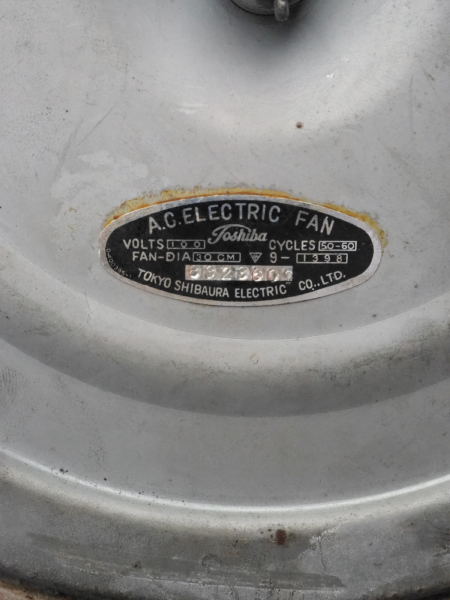 A.C.ELECTRIC FAN
VOLTS 100 Toshiba CYCLES 50-60
FAN-DIA 30 CM ▽ 9- 1398
TOKYO SHIBAURA ELECTRIC CO.,LTD.